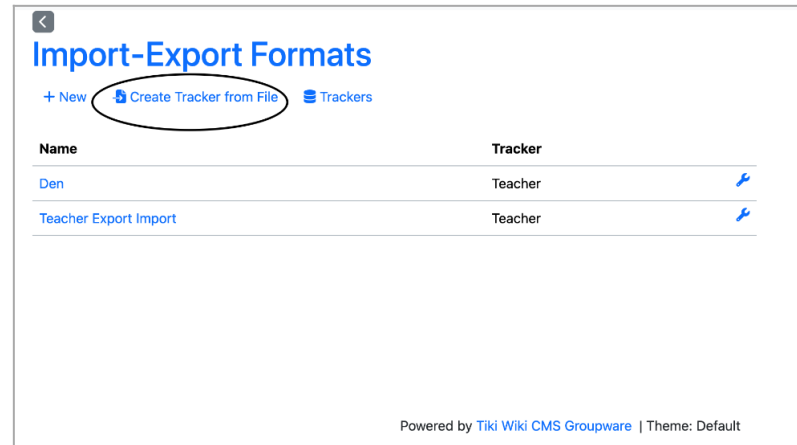 Import-Export Formats
+ New Create Tracker from File Trackers
Name Tracker
Den Teacher
Teacher Export Import Teacher
Powered by Tiki Wiki CMS Groupware | Theme: Default